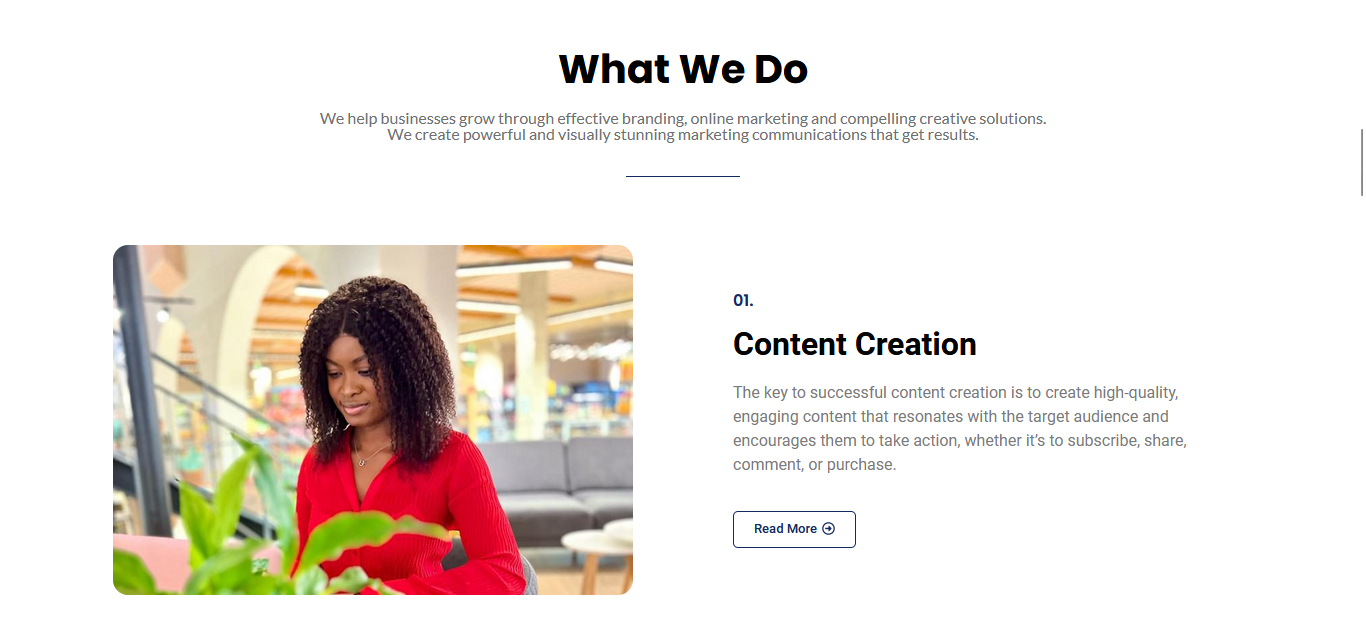 What We Do
We help businesses grow through effective branding, online marketing and compelling creative solutions.
We create powerful and visually stunning marketing communications that get results.
01.
Content Creation
The key to successful content creation is to create high-quality,
engaging content that resonates with the target audience and
encourages them to take action, whether it’s to subscribe, share,
comment, or purchase.
Read More